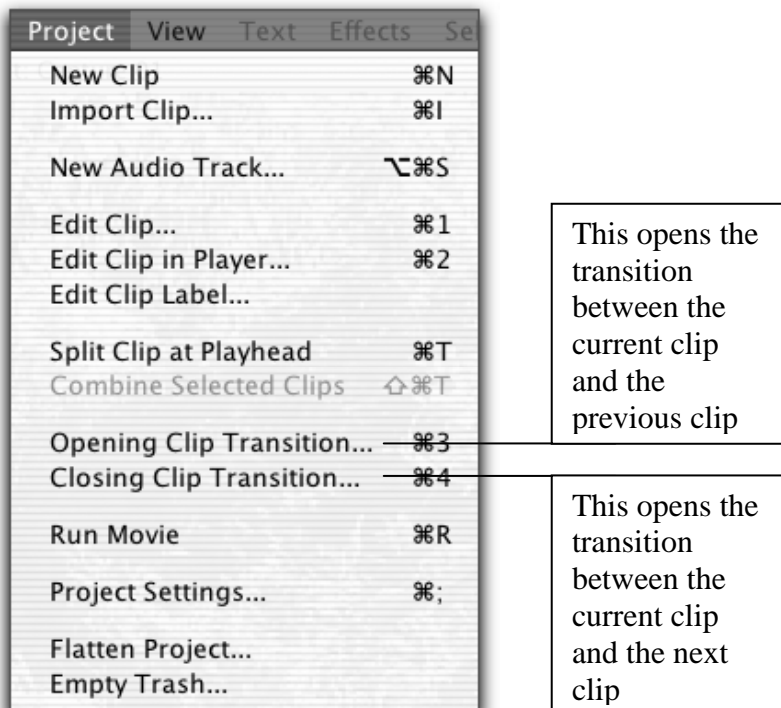 Project View Text Effects Se
New Clip ⌘N
Import Clip... ⌘I
New Audio Track... ⌥⌘S
Edit Clip... ⌘1
Edit Clip in Player... ⌘2
Edit Clip Label...
Split Clip at Playhead ⌘T
Combine Selected Clips ⇧⌘T
Opening Clip Transition... ⌘3
Closing Clip Transition... ⌘4
Run Movie ⌘R
Project Settings... ⌘;
Flatten Project...
Empty Trash...
This opens the
transition
between the
current clip
and the
previous clip
This opens the
transition
between the
current clip
and the next
clip